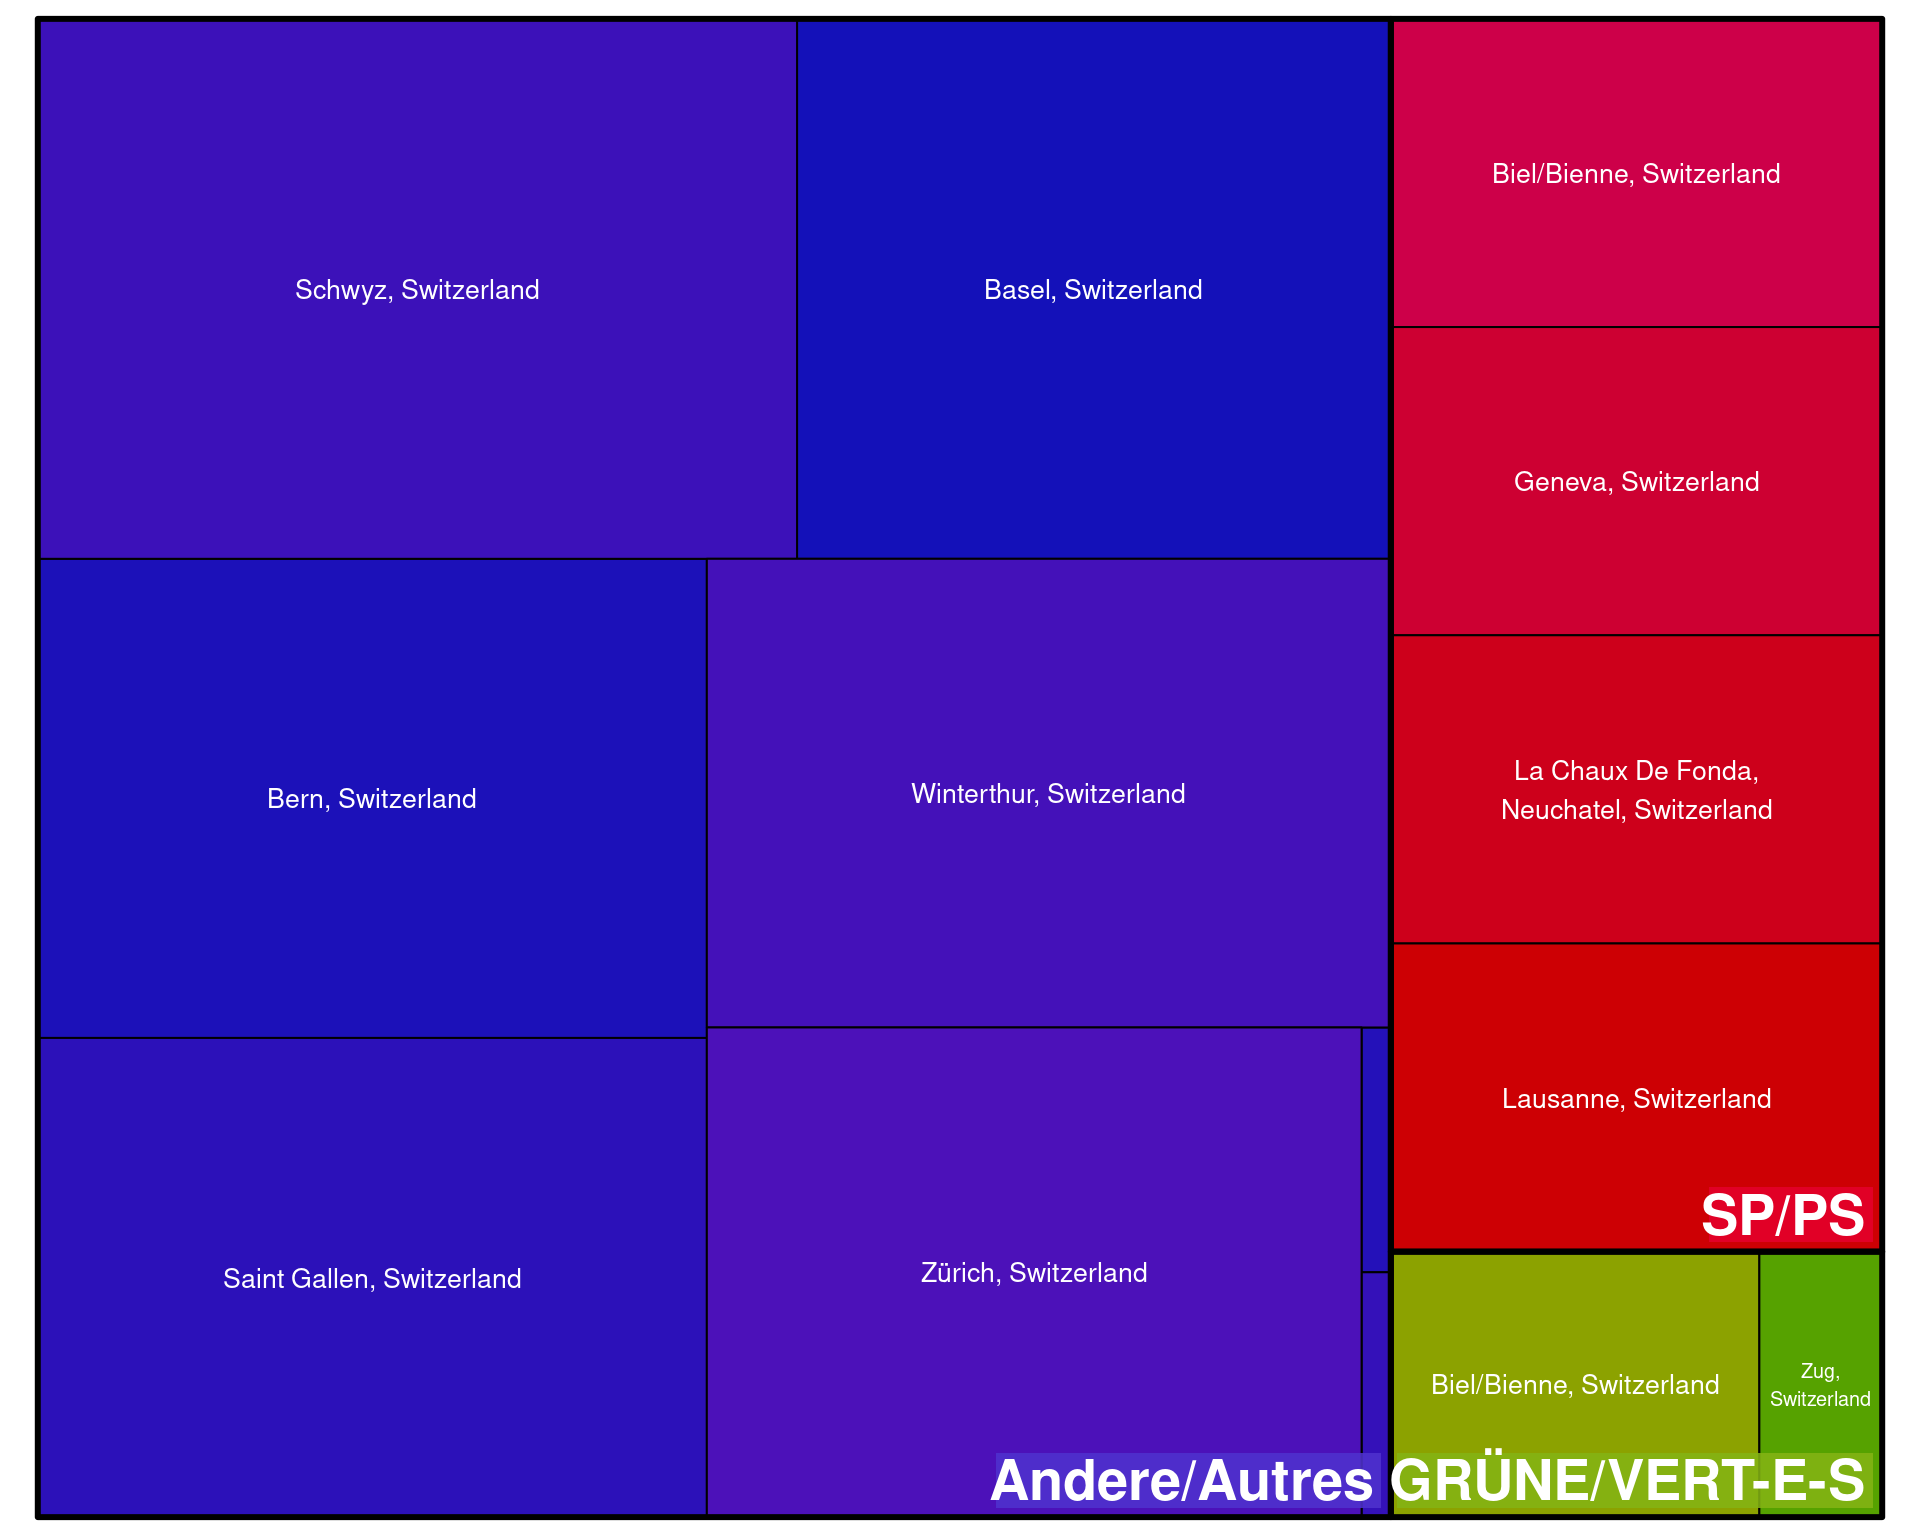 Schwyz, Switzerland
Basel, Switzerland
Bern, Switzerland
Winterthur, Switzerland
Saint Gallen, Switzerland
Zürich, Switzerland
Andere/Autres
Biel/Bienne, Switzerland
Geneva, Switzerland
La Chaux De Fonda,
Neuchatel, Switzerland
Lausanne, Switzerland
SP/PS
Biel/Bienne, Switzerland
Zug,
Switzerland
GRÜNE/VERT-E-S